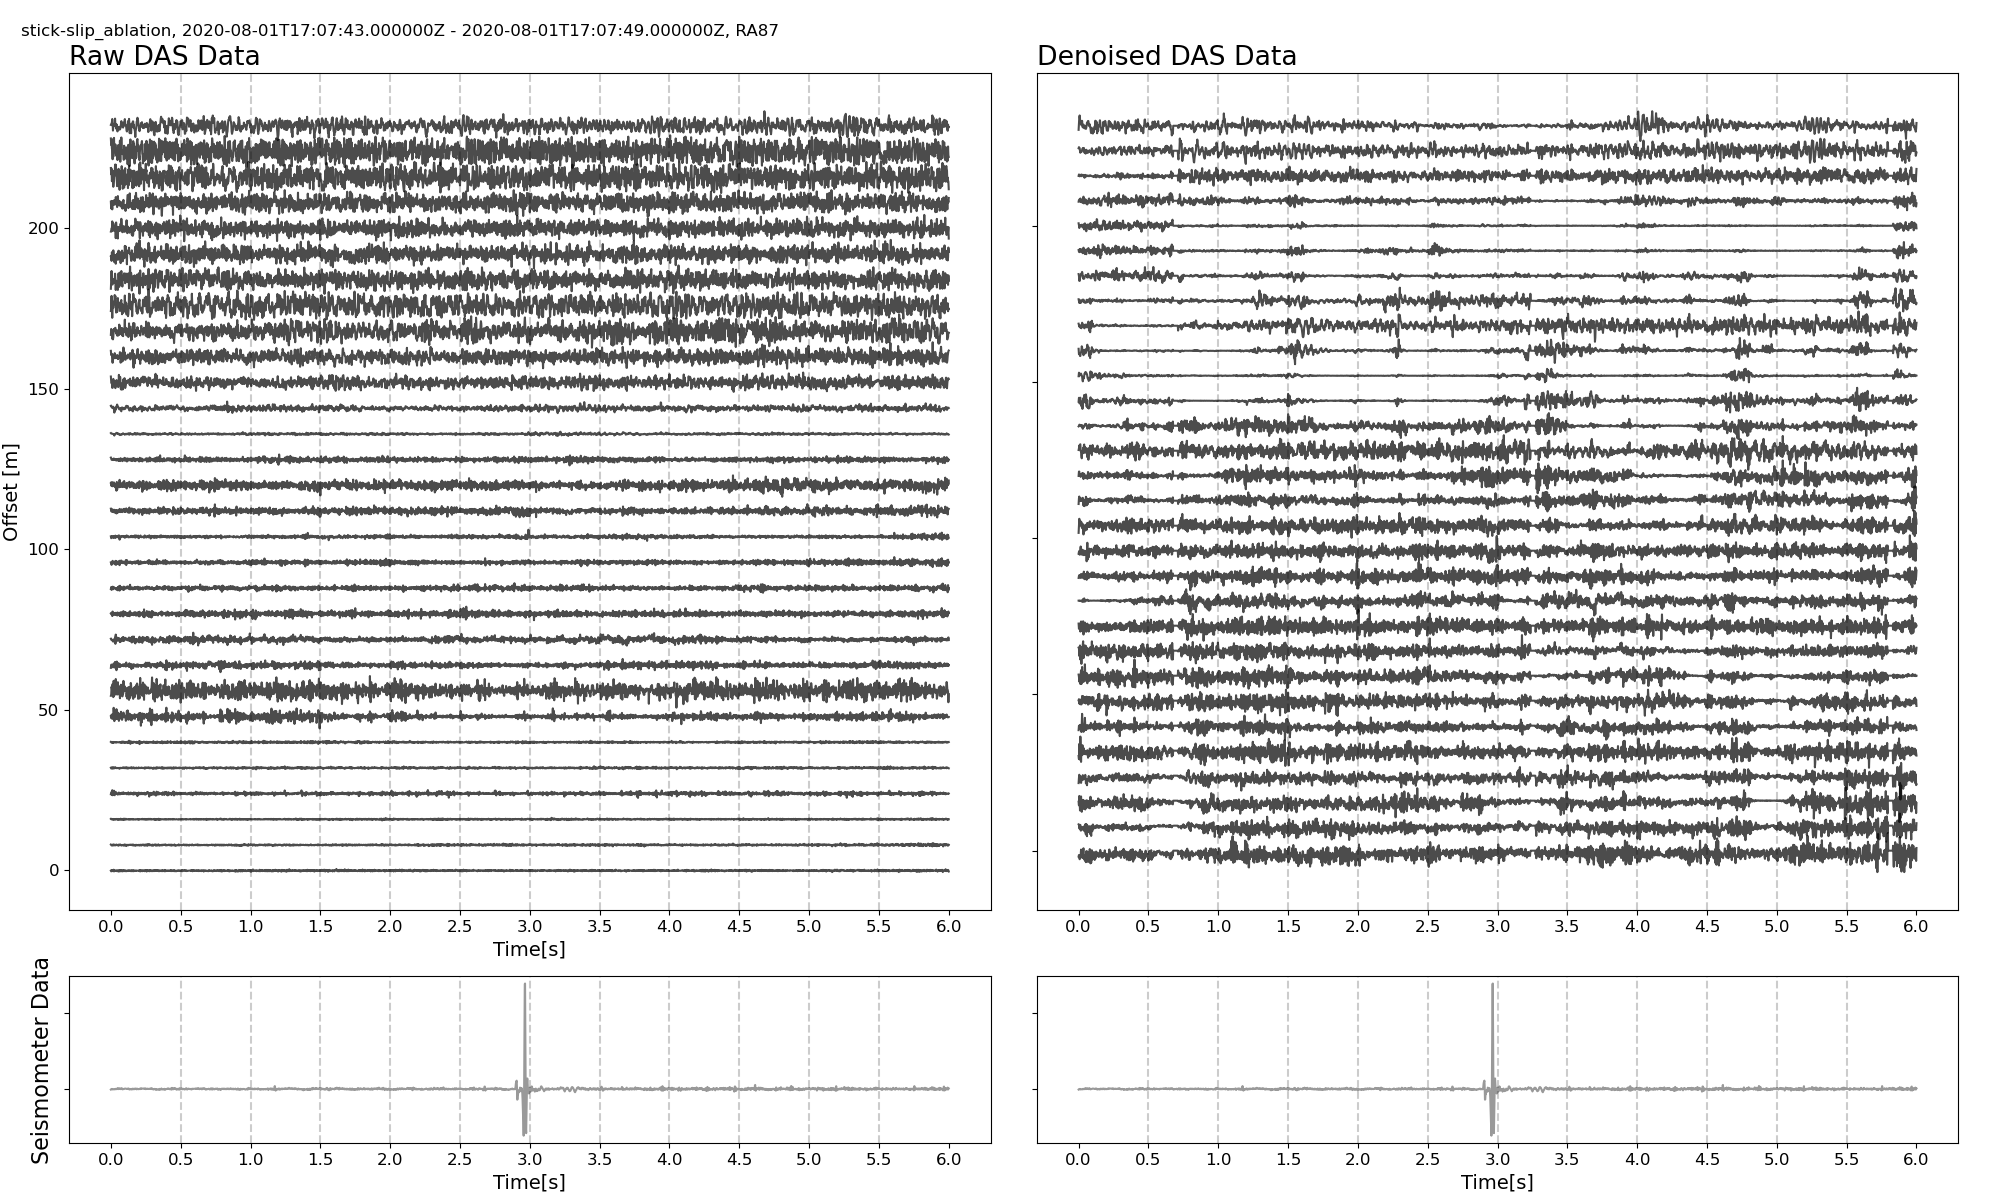 stick-slip_ablation, 2020-08-01T17:07:43.000000Z - 2020-08-01T17:07:49.000000Z, RA87
Raw DAS Data
Denoised DAS Data
Offset [m]
200
150
100
50
0
0.0 0.5 1.0 1.5 2.0 2.5 3.0 3.5 4.0 4.5 5.0 5.5 6.0
Time[s]
0.0 0.5 1.0 1.5 2.0 2.5 3.0 3.5 4.0 4.5 5.0 5.5 6.0
Seismometer Data
0.0 0.5 1.0 1.5 2.0 2.5 3.0 3.5 4.0 4.5 5.0 5.5 6.0
Time[s]
0.0 0.5 1.0 1.5 2.0 2.5 3.0 3.5 4.0 4.5 5.0 5.5 6.0
Time[s]